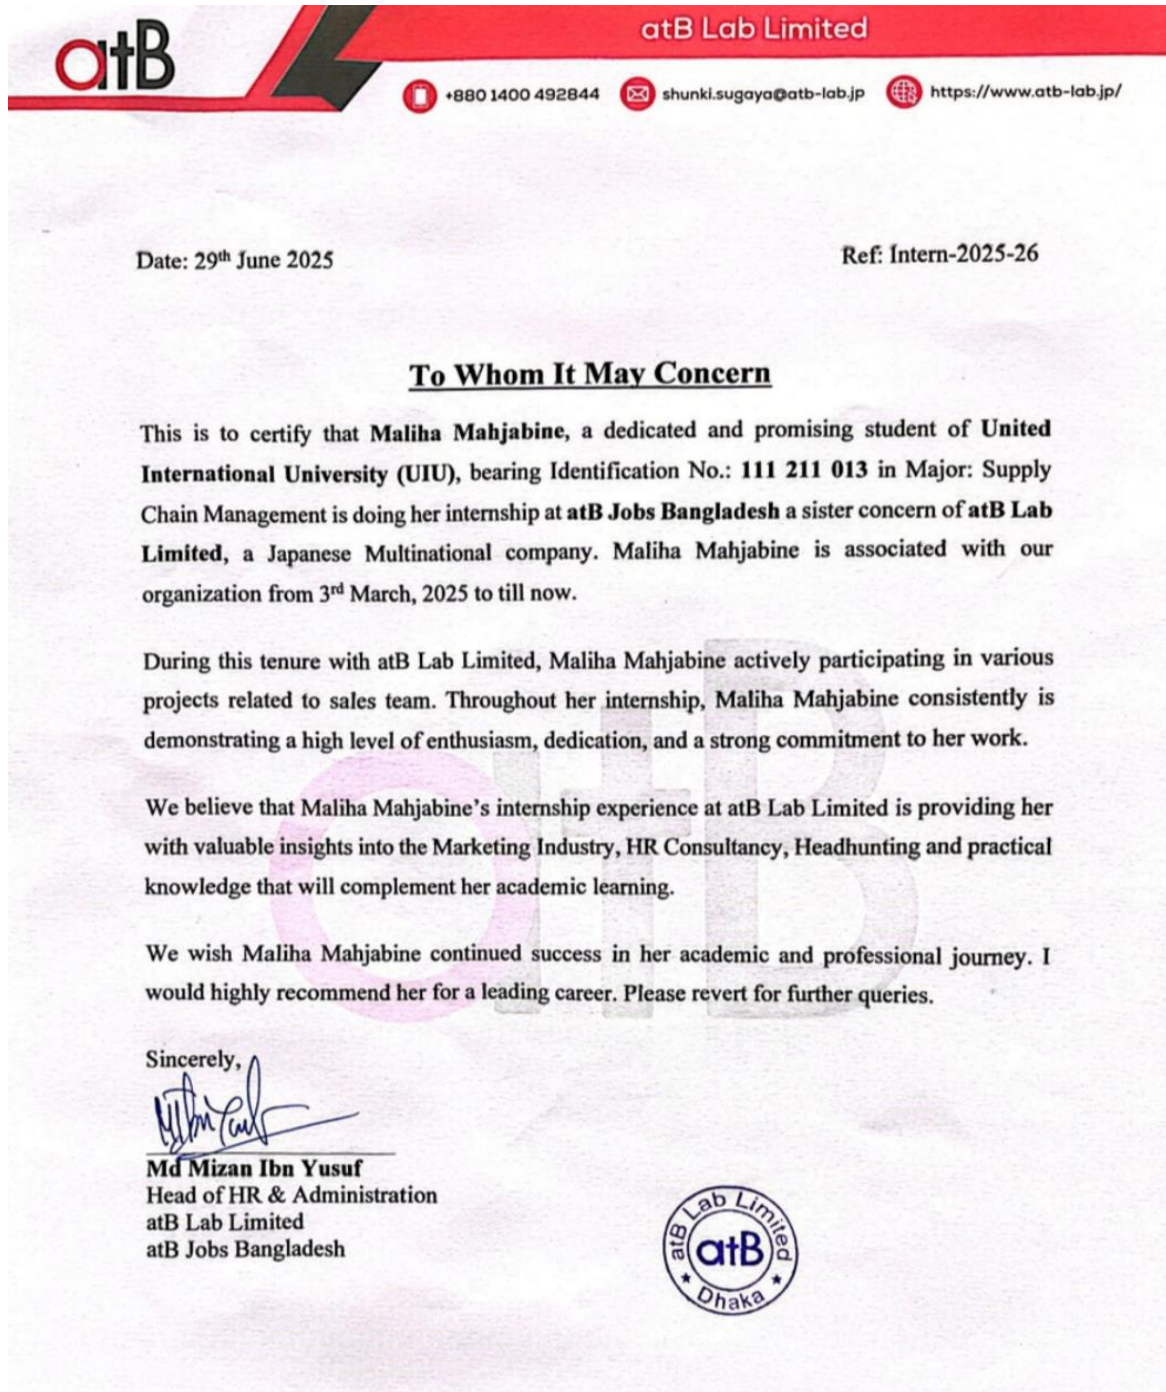 atB
atB Lab Limited
+880 1400 492844
shunki.sugaya@atb-lab.jp
https://www.atb-lab.jp/
Date: 29th June 2025
Ref: Intern-2025-26
To Whom It May Concern
This is to certify that Maliha Mahjabine, a dedicated and promising student of United
International University (UIU), bearing Identification No.: 111 211 013 in Major: Supply
Chain Management is doing her internship at atB Jobs Bangladesh a sister concern of atB Lab
Limited, a Japanese Multinational company. Maliha Mahjabine is associated with our
organization from 3rd March, 2025 to till now.
During this tenure with atB Lab Limited, Maliha Mahjabine actively participating in various
projects related to sales team. Throughout her internship, Maliha Mahjabine consistently is
demonstrating a high level of enthusiasm, dedication, and a strong commitment to her work.
We believe that Maliha Mahjabine's internship experience at atB Lab Limited is providing her
with valuable insights into the Marketing Industry, HR Consultancy, Headhunting and practical
knowledge that will complement her academic learning.
We wish Maliha Mahjabine continued success in her academic and professional journey. I
would highly recommend her for a leading career. Please revert for further queries.
Sincerely,
Md Mizan Ibn Yusuf
Head of HR & Administration
atB Lab Limited
atB Jobs Bangladesh
atB Lab Limited
atB
Dhaka